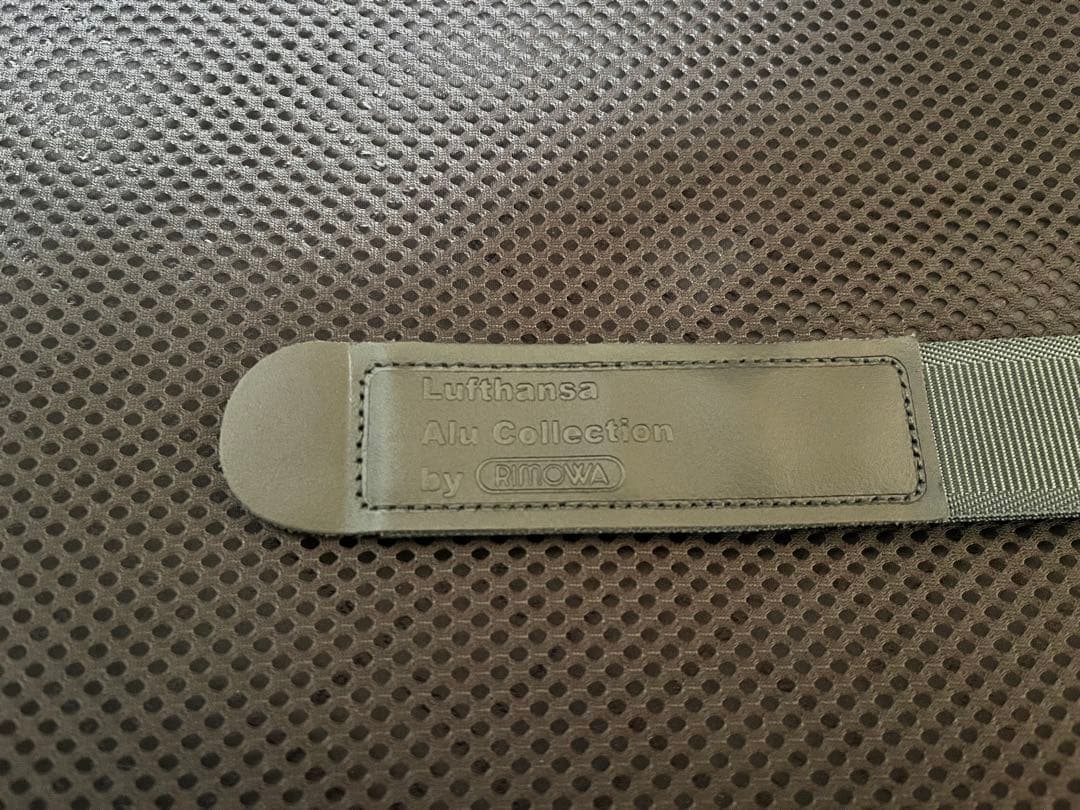 Lufthansa
Alu Collection
by RIMOWA